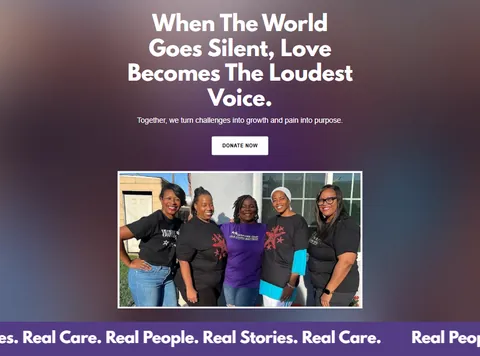 When The World
Goes Silent, Love
Becomes The Loudest
Voice.
Together, we turn challenges into growth and pain into purpose.
DONATE NOW
es. Real Care. Real People. Real Stories. Real Care.
Real Peop